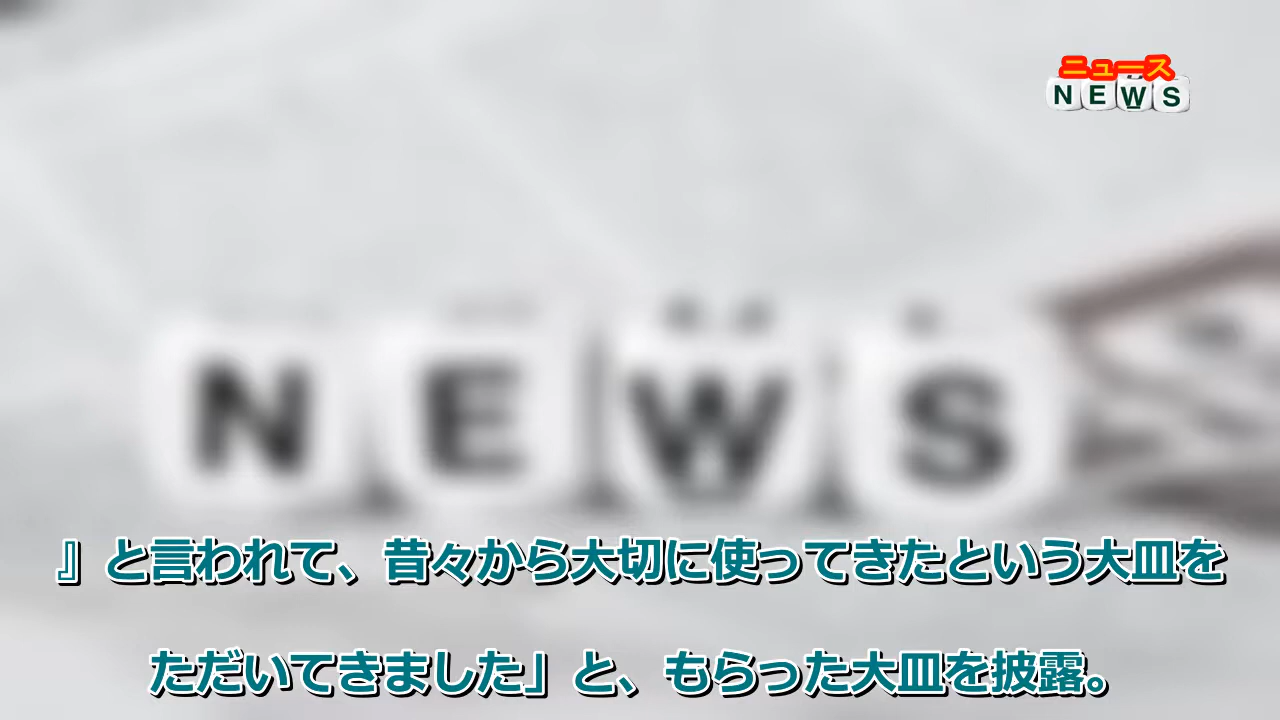 ニュース
NEWS
NEWS
』と言われて、昔々から大切に使ってきたという大皿を
ただいてきました」と、もらった大皿を披露。